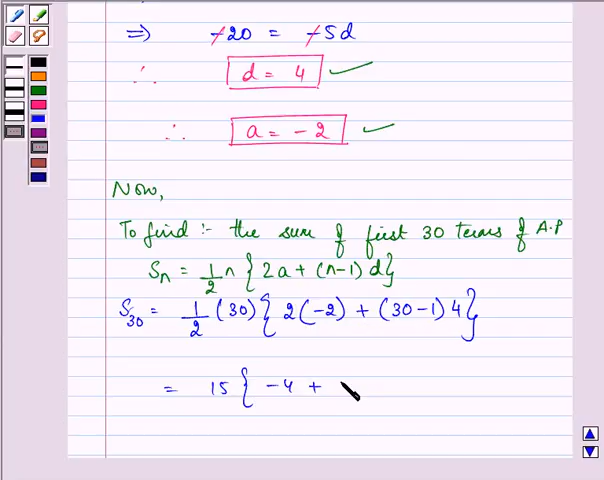 ⇒ -20 = -5d
∴ d = 4 ✓
∴ a = -2 ✓
Now,
To find :- the sum of first 30 terms of A.P
Sn = 1/2 n { 2a + (n-1) d }
S30 = 1/2 (30) { 2(-2) + (30-1) 4 }
= 15 { -4 +